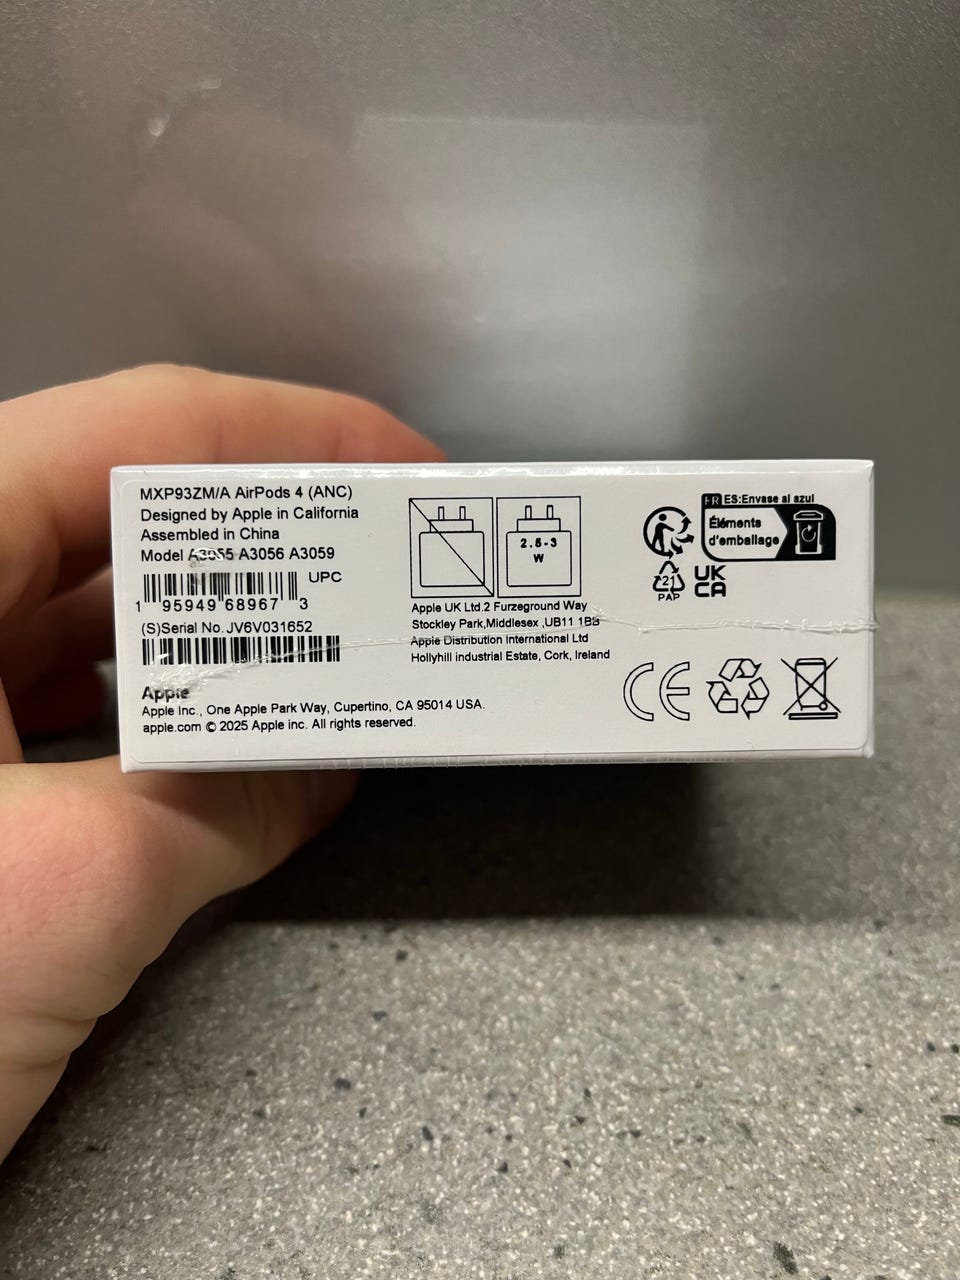 MXP93ZM/A AirPods 4 (ANC)
Designed by Apple in California
Assembled in China
Model A3055 A3056 A3059
UPC
1 95949 68967 3
(S)Serial No. JV6V031652
Apple
Apple inc., One Apple Park Way, Cupertino, CA 95014 USA.
apple.com © 2025 Apple inc. All rights reserved.
2.5-3
W
Apple UK Ltd.2 Furzeground Way
Stockley Park,Middlesex ,UB11 1BB
Apple Distribution International Ltd
Hollyhill industrial Estate, Cork, Ireland
FR ES:Envase al azul
Éléments
d'emballage
21
PAP
UK
CA
CE